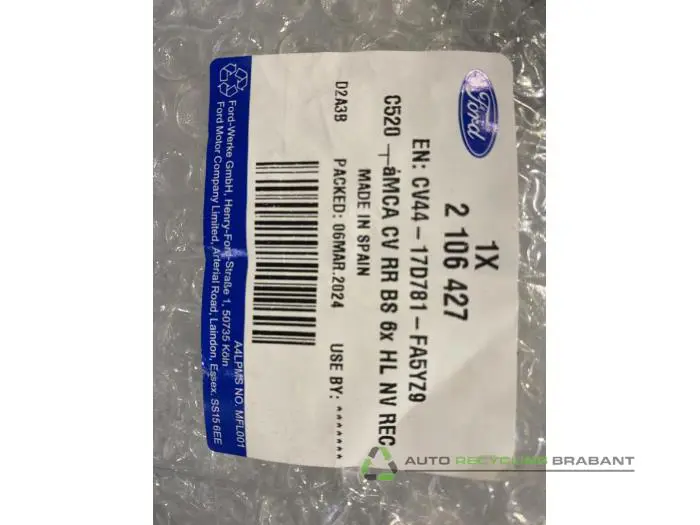 Ford
1X
2 106 427
EN: CV44-17D781-FA5YZ9
C520 ¬àMCA CV RR BS 6x HL NV REC
MADE IN SPAIN
D2A3B PACKED: 06MAR.2024 USE BY: *******
A4LPMS NO. MFL001
Ford-Werke GmbH, Henry-Ford-Straße 1, 50735 Köln
Ford Motor Company Limited, Arterial Road, Laindon, Essex. SS15 6EE
AUTO RECYCLING BRABANT